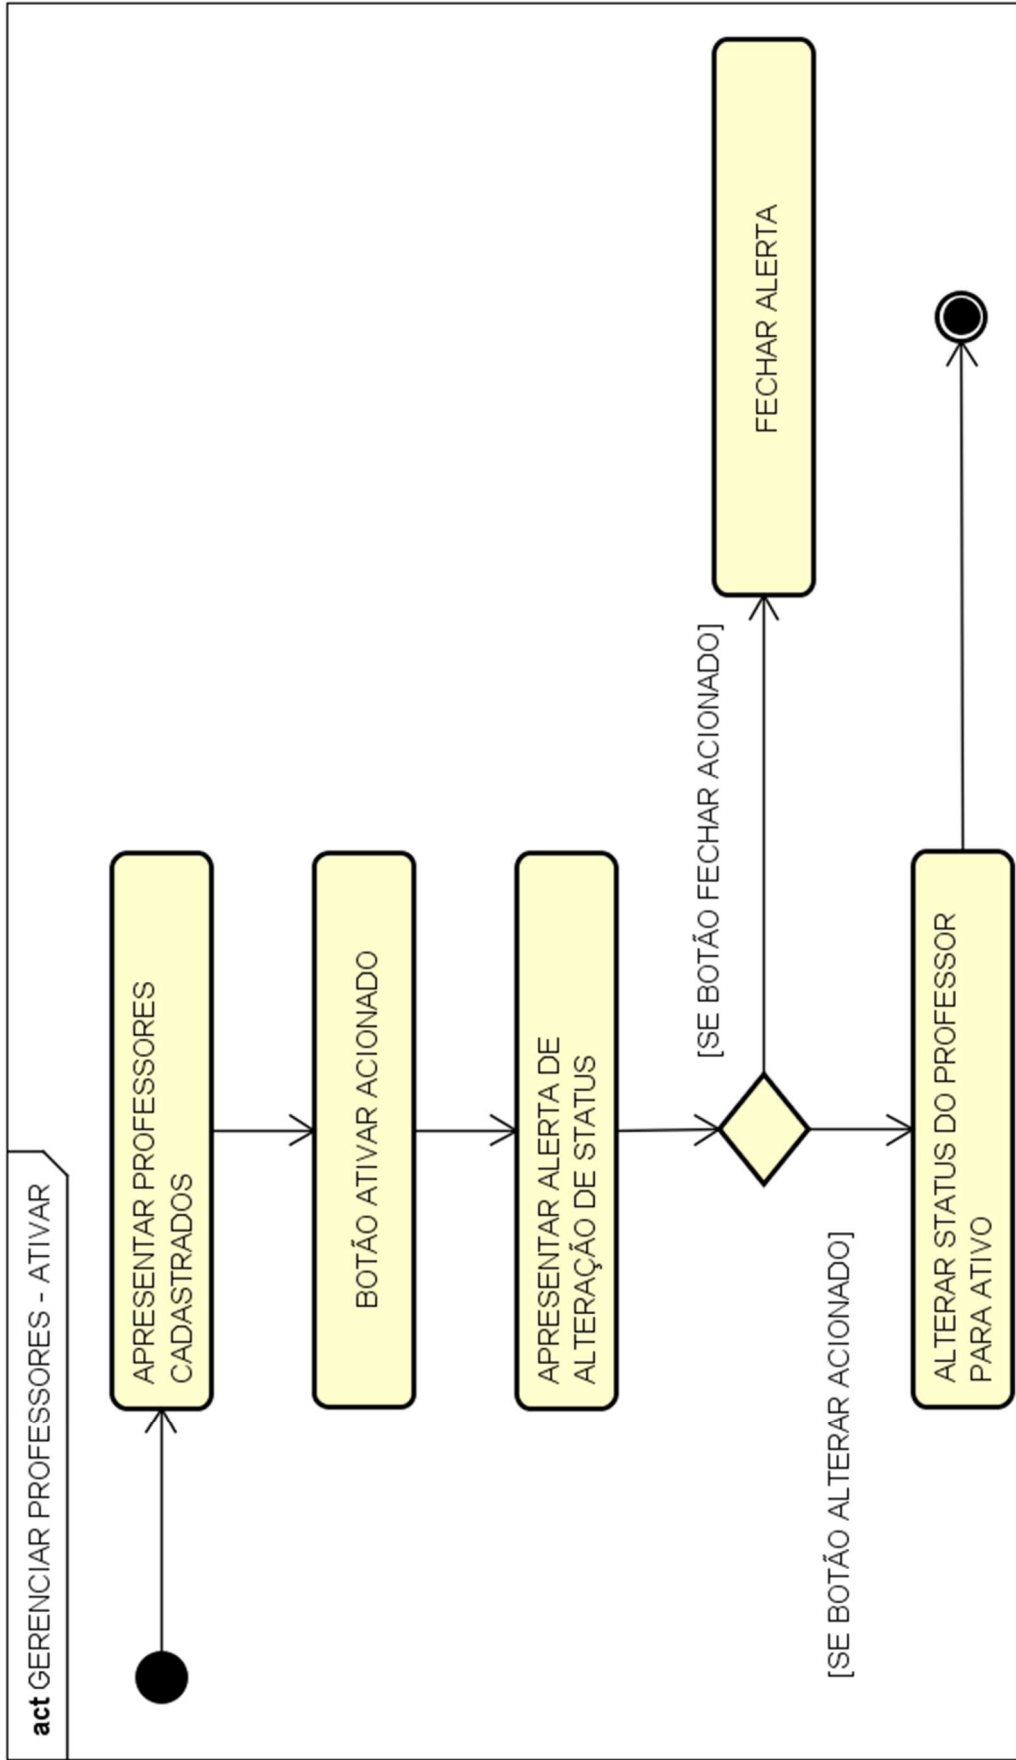 act GERENCIAR PROFESSORES - ATIVAR
APRESENTAR PROFESSORES
CADASTRADOS
BOTÃO ATIVAR ACIONADO
APRESENTAR ALERTA DE
ALTERAÇÃO DE STATUS
[SE BOTÃO FECHAR ACIONADO]
FECHAR ALERTA
[SE BOTÃO ALTERAR ACIONADO]
ALTERAR STATUS DO PROFESSOR
PARA ATIVO